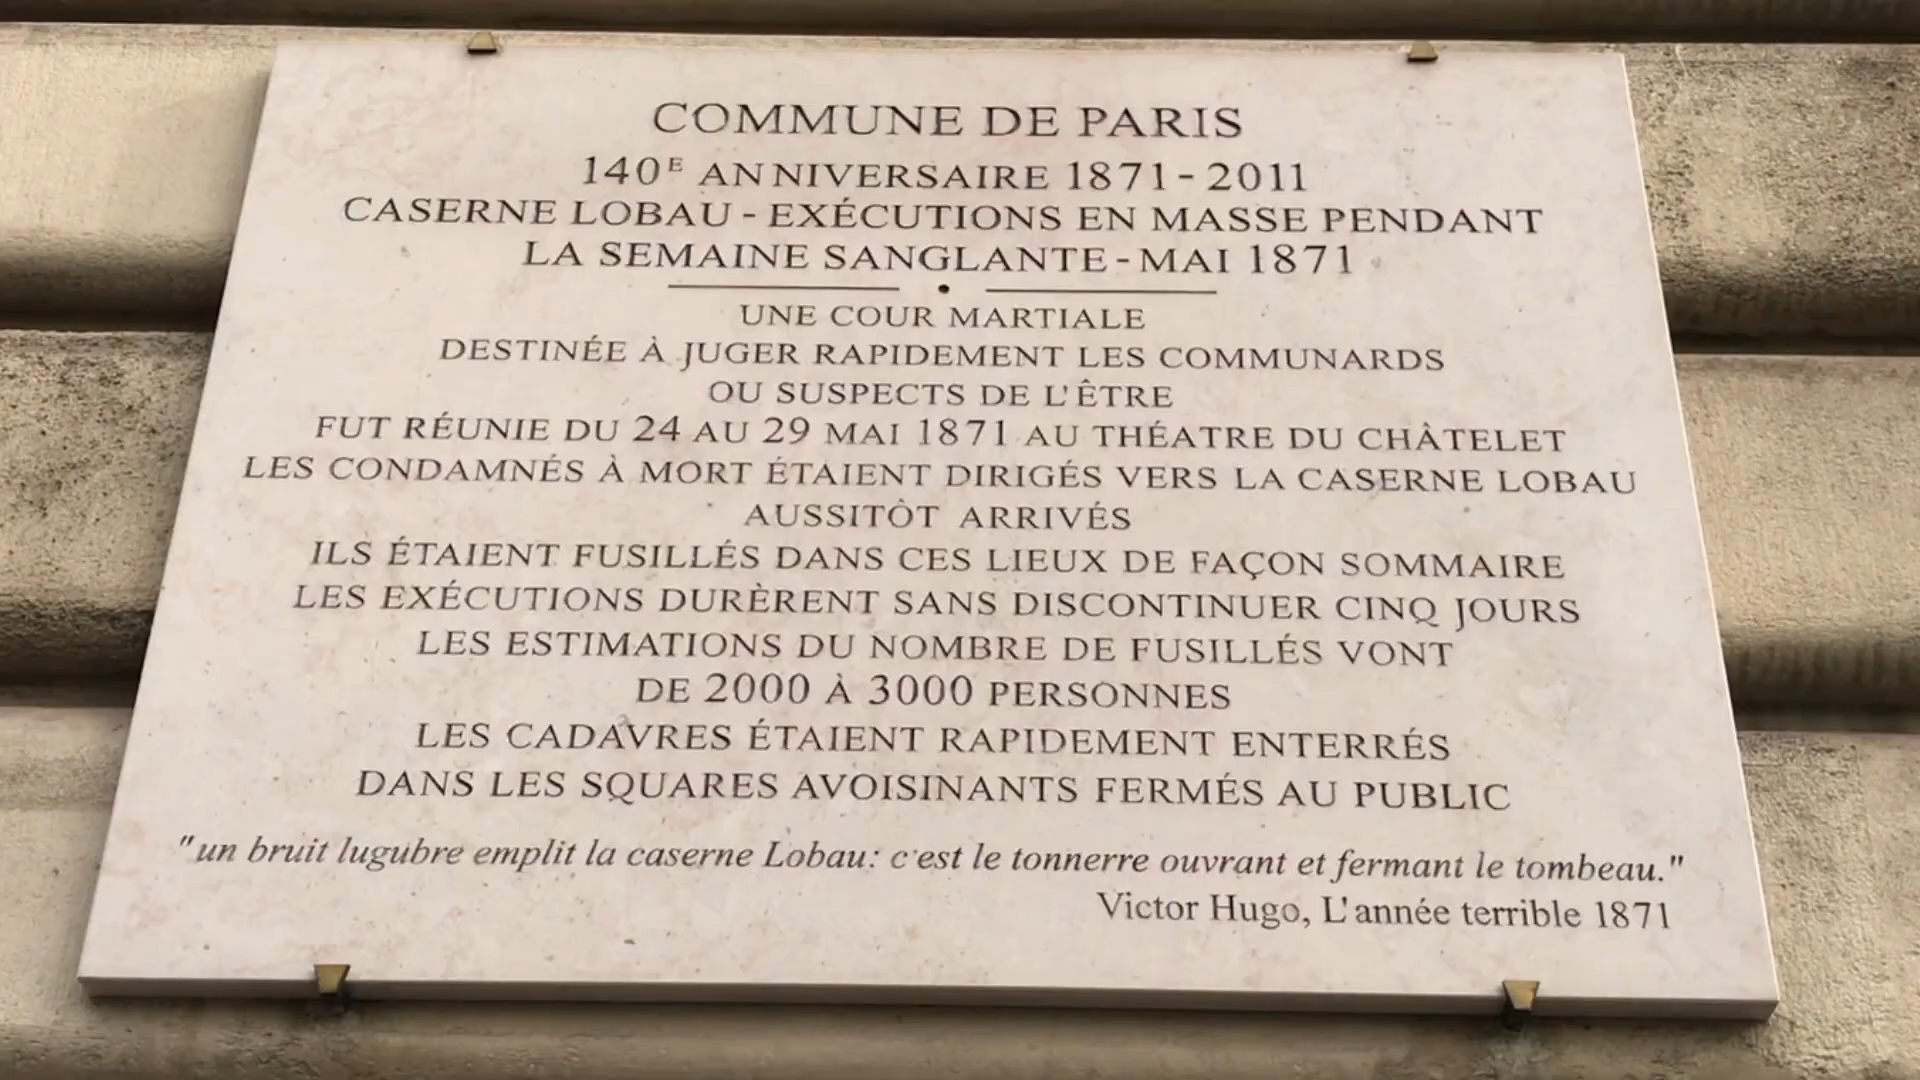 COMMUNE DE PARIS
140E ANNIVERSAIRE 1871-2011
CASERNE LOBAU - EXÉCUTIONS EN MASSE PENDANT
LA SEMAINE SANGLANTE - MAI 1871
UNE COUR MARTIALE
DESTINÉE À JUGER RAPIDEMENT LES COMMUNARDS
OU SUSPECTS DE L'ÊTRE
FUT RÉUNIE DU 24 AU 29 MAI 1871 AU THÉATRE DU CHÂTELET
LES CONDAMNÉS À MORT ÉTAIENT DIRIGÉS VERS LA CASERNE LOBAU
AUSSITÔT ARRIVÉS
ILS ÉTAIENT FUSILLÉS DANS CES LIEUX DE FAÇON SOMMAIRE
LES EXÉCUTIONS DURÈRENT SANS DISCONTINUER CINQ JOURS
LES ESTIMATIONS DU NOMBRE DE FUSILLÉS VONT
DE 2000 À 3000 PERSONNES
LES CADAVRES ÉTAIENT RAPIDEMENT ENTERRÉS
DANS LES SQUARES AVOISINANTS FERMÉS AU PUBLIC
"un bruit lugubre emplit la caserne Lobau: c'est le tonnerre ouvrant et fermant le tombeau."
Victor Hugo, L'année terrible 1871